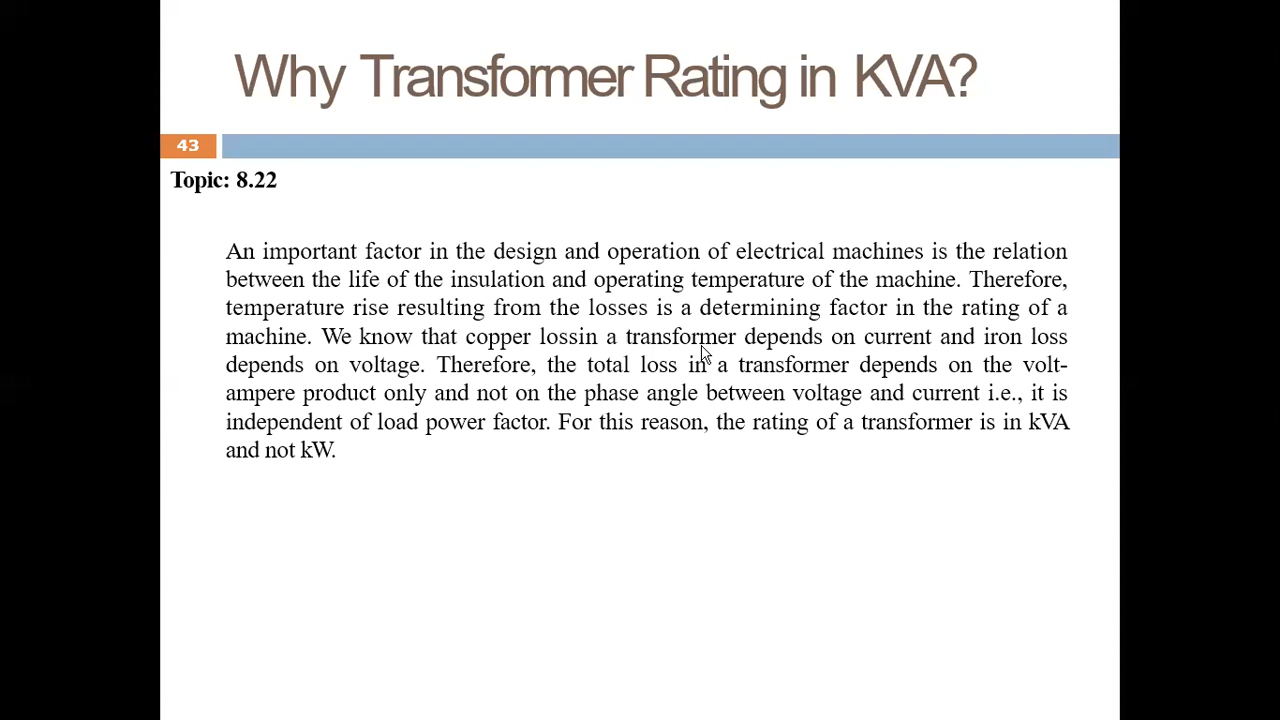 Why Transformer Rating in KVA?
43
Topic: 8.22
An important factor in the design and operation of electrical machines is the relation
between the life of the insulation and operating temperature of the machine. Therefore,
temperature rise resulting from the losses is a determining factor in the rating of a
machine. We know that copper lossin a transformer depends on current and iron loss
depends on voltage. Therefore, the total loss in a transformer depends on the volt-
ampere product only and not on the phase angle between voltage and current i.e., it is
independent of load power factor. For this reason, the rating of a transformer is in kVA
and not kW.